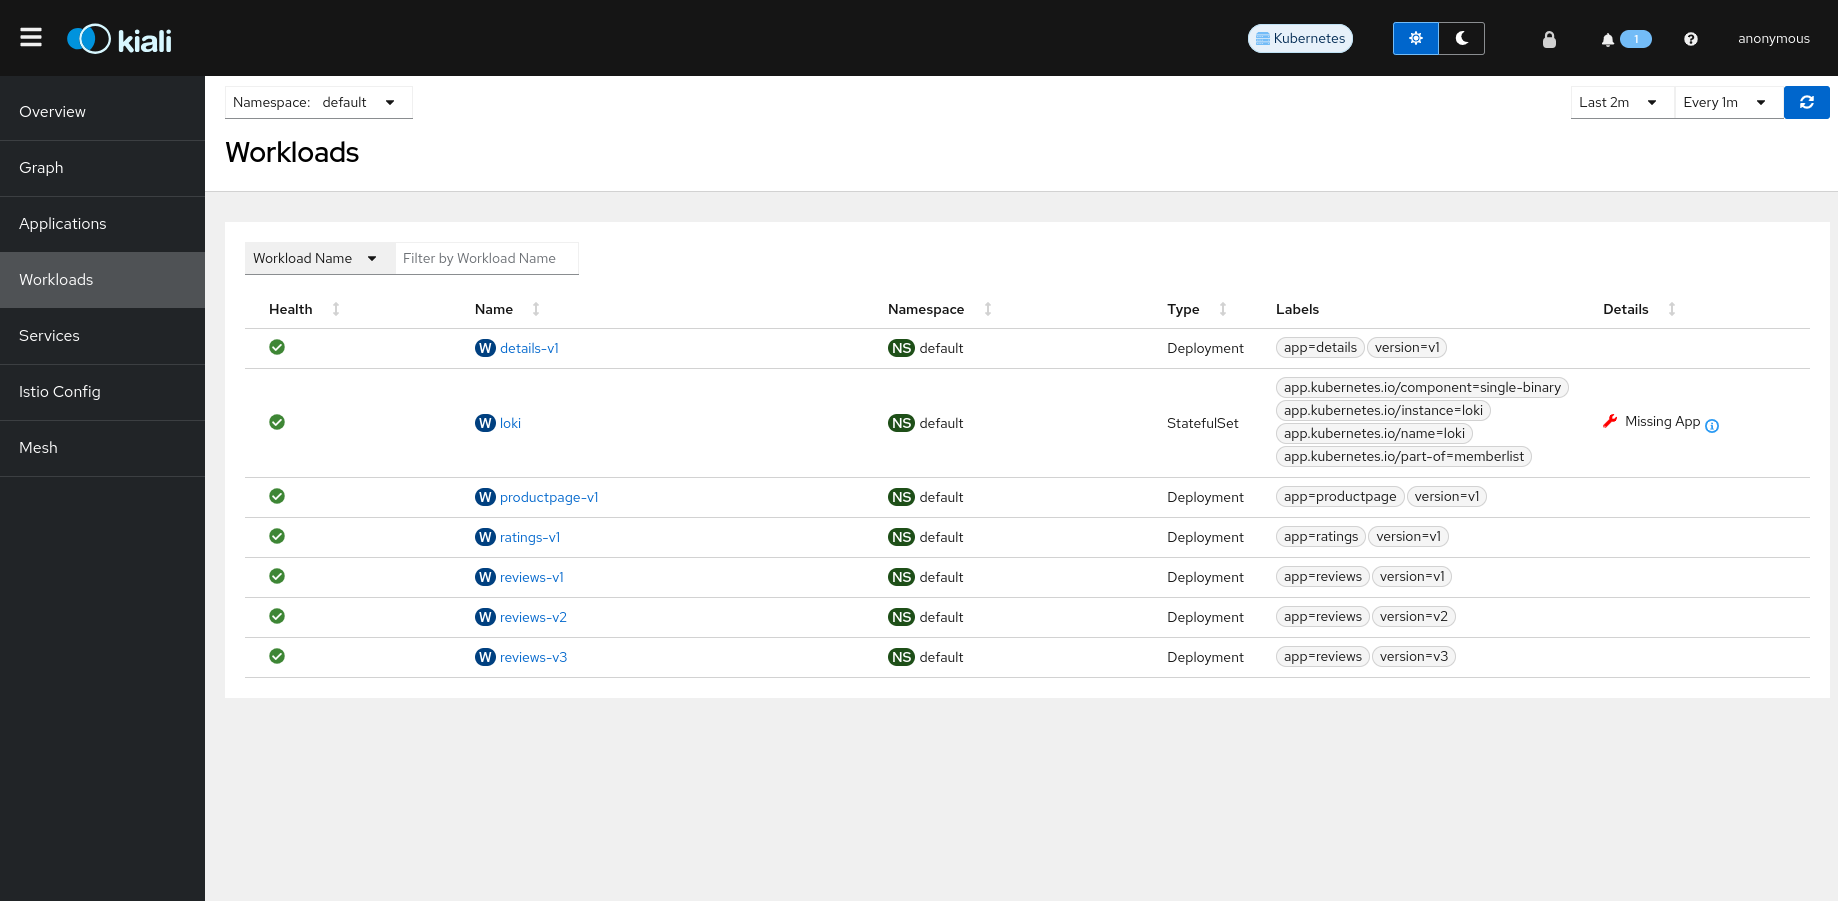 kiali
Kubernetes
1
anonymous
Overview
Graph
Applications
Workloads
Services
Istio Config
Mesh
Namespace: default
Last 2m
Every 1m
Workloads
Workload Name
Filter by Workload Name
Health Name Namespace Type Labels Details
W details-v1 NS default Deployment app=details version=v1
W loki NS default StatefulSet app.kubernetes.io/component=single-binary
app.kubernetes.io/instance=loki
app.kubernetes.io/name=loki
app.kubernetes.io/part-of=memberlist
Missing App
W productpage-v1 NS default Deployment app=productpage version=v1
W ratings-v1 NS default Deployment app=ratings version=v1
W reviews-v1 NS default Deployment app=reviews version=v1
W reviews-v2 NS default Deployment app=reviews version=v2
W reviews-v3 NS default Deployment app=reviews version=v3